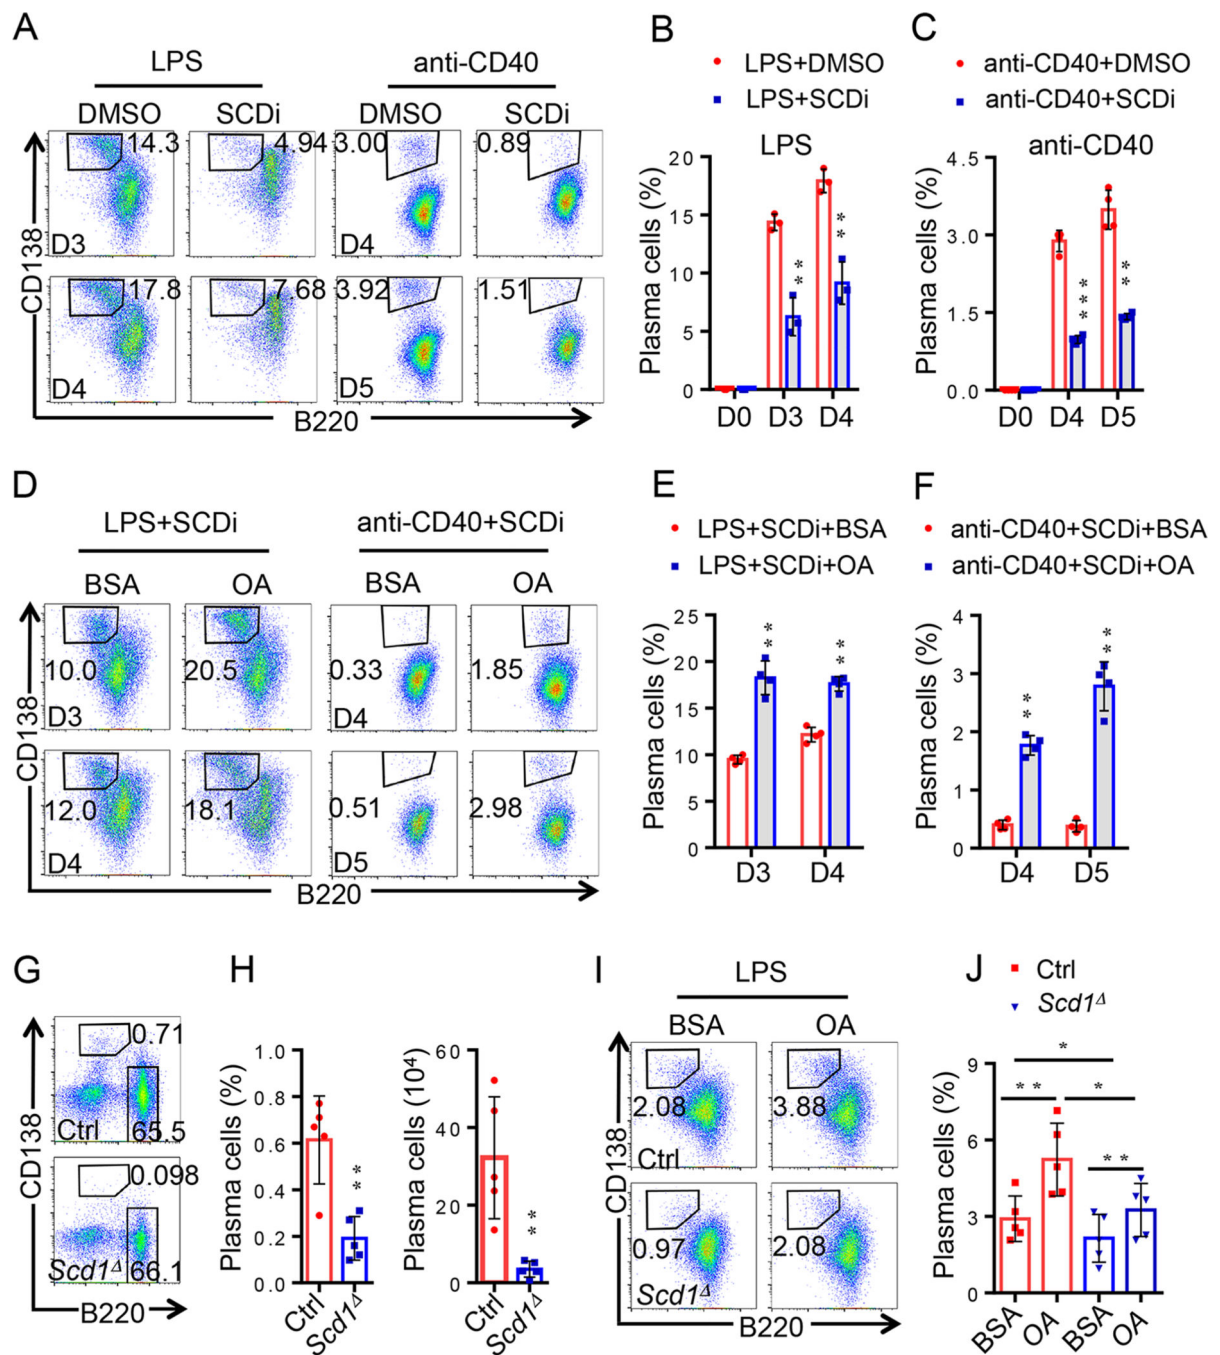 A
LPS
anti-CD40
DMSO
SCDi
DMSO
SCDi
14.3
4.94
3.00
0.89
D3
D4
17.8
7.68
3.92
1.51
D4
D5
CD138
B220
B
LPS+DMSO
LPS+SCDi
LPS
Plasma cells (%)
20
15
10
5
0
**
**
D0
D3
D4
C
anti-CD40+DMSO
anti-CD40+SCDi
anti-CD40
Plasma cells (%)
4.5
3.0
1.5
0.0
***
**
D0
D4
D5
D
LPS+SCDi
anti-CD40+SCDi
BSA
OA
BSA
OA
10.0
20.5
0.33
1.85
D3
D4
12.0
18.1
0.51
2.98
D4
D5
CD138
B220
E
LPS+SCDi+BSA
LPS+SCDi+OA
Plasma cells (%)
25
20
15
10
5
0
**
**
D3
D4
F
anti-CD40+SCDi+BSA
anti-CD40+SCDi+OA
Plasma cells (%)
4
3
2
1
0
**
**
D4
D5
G
0.71
Ctrl
65.5
0.098
Scd1Δ
66.1
CD138
B220
H
Plasma cells (%)
1.0
0.8
0.6
0.4
0.2
0.0
**
Ctrl
Scd1Δ
Plasma cells (10⁴)
60
40
20
0
**
Ctrl
Scd1Δ
I
LPS
BSA
OA
2.08
3.88
Ctrl
0.97
2.08
Scd1Δ
CD138
B220
J
Ctrl
Scd1Δ
Plasma cells (%)
9
6
3
0
*
**
*
**
BSA
OA
BSA
OA